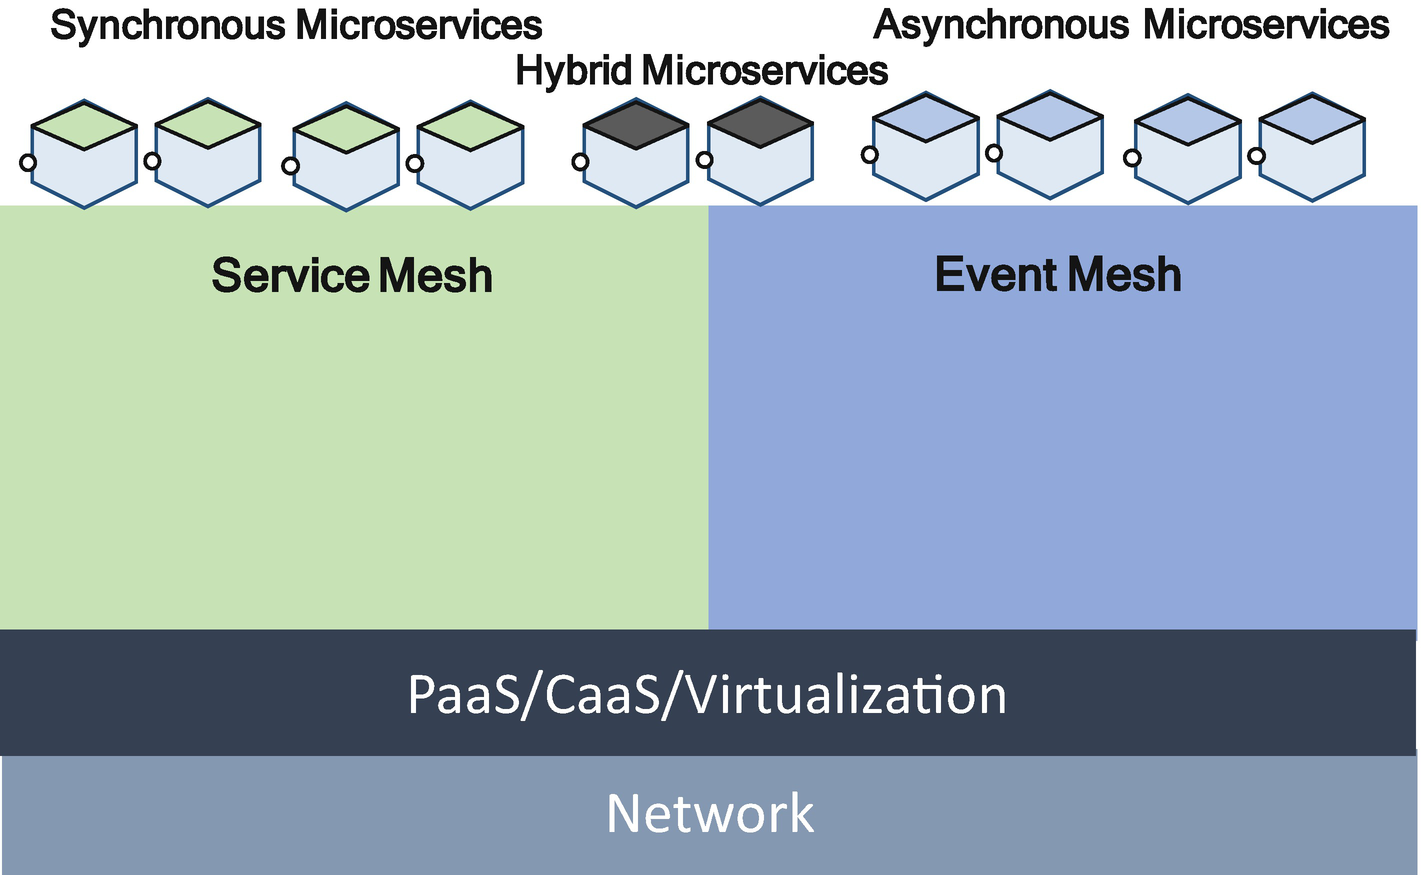 Synchronous Microservices
Asynchronous Microservices
Hybrid Microservices
Service Mesh
Event Mesh
PaaS/CaaS/Virtualization
Network